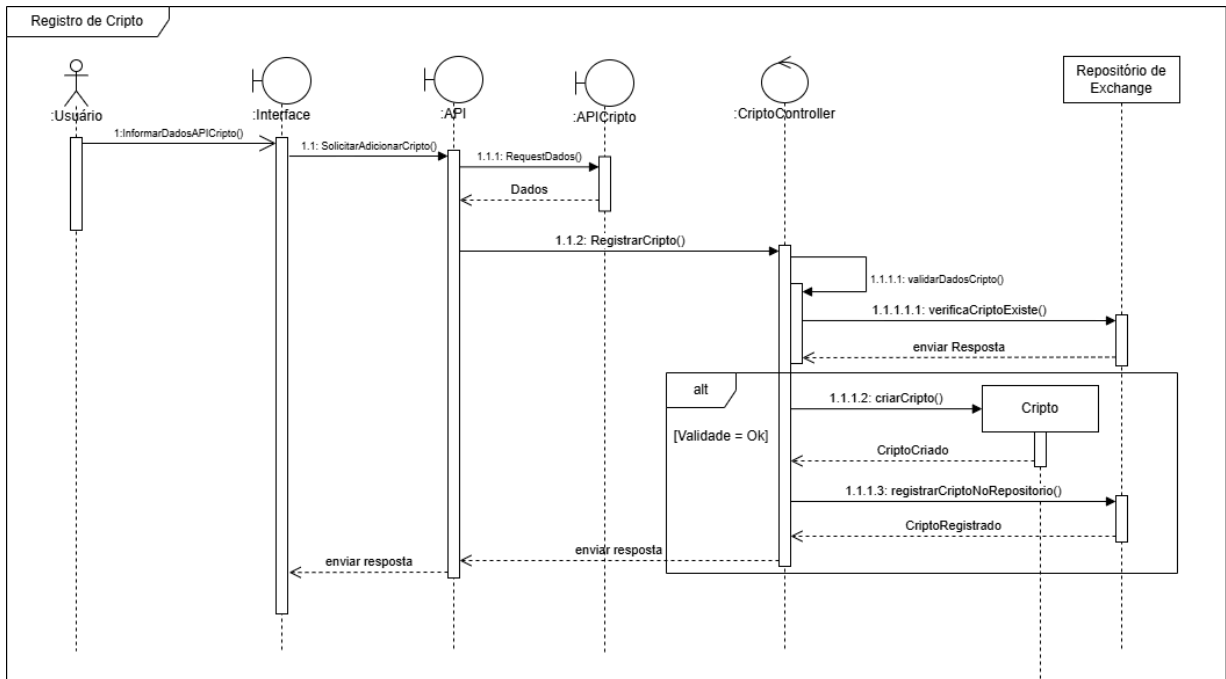 Registro de Cripto
:Usuário
:Interface
:API
:APICripto
:CriptoController
Repositório de
Exchange
1:InformarDadosAPICripto()
1.1: SolicitarAdicionarCripto()
1.1.1: RequestDados()
Dados
1.1.2: RegistrarCripto()
1.1.1.1: validarDadosCripto()
1.1.1.1.1: verificaCriptoExiste()
enviar Resposta
alt
[Validade = Ok]
1.1.1.2: criarCripto()
Cripto
CriptoCriado
1.1.1.3: registrarCriptoNoRepositorio()
CriptoRegistrado
enviar resposta
enviar resposta